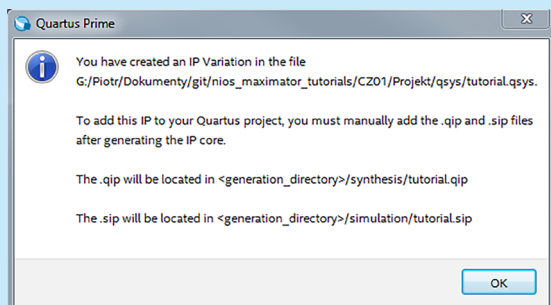 Quartus Prime
You have created an IP Variation in the file
G:/Piotr/Dokumenty/git/nios_maximator_tutorials/CZ01/Projekt/qsys/tutorial.qsys.
To add this IP to your Quartus project, you must manually add the .qip and .sip files
after generating the IP core.
The .qip will be located in <generation_directory>/synthesis/tutorial.qip
The .sip will be located in <generation_directory>/simulation/tutorial.sip
OK